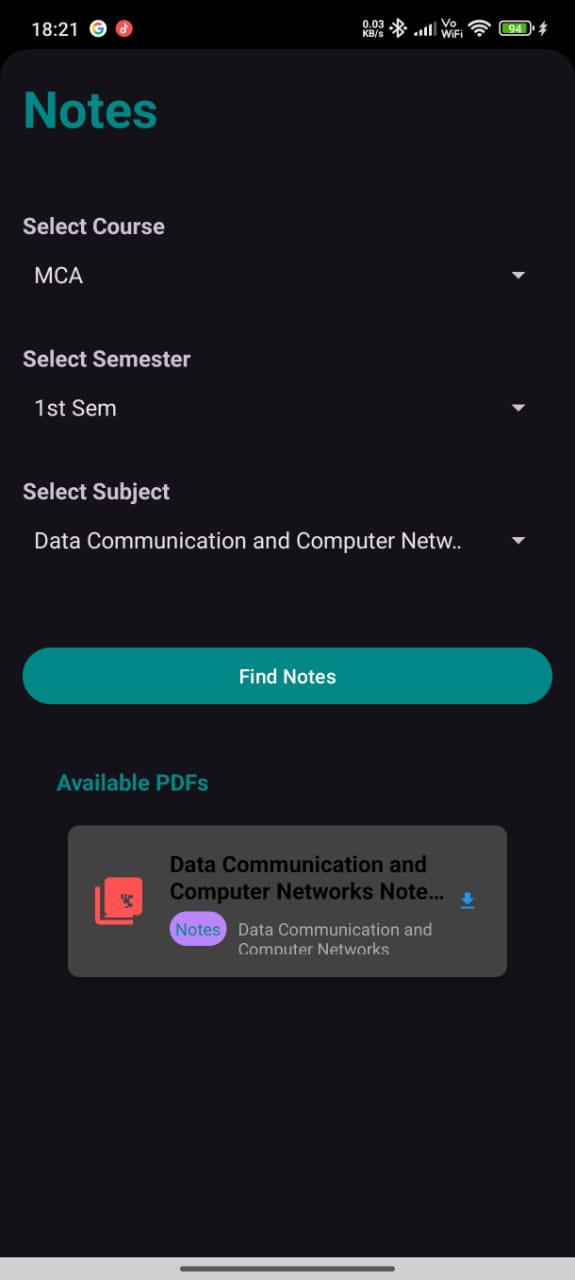 18:21
0.03 KB/s Vo WiFi 94
Notes
Select Course
MCA
Select Semester
1st Sem
Select Subject
Data Communication and Computer Netw..
Find Notes
Available PDFs
Data Communication and
Computer Networks Note...
Notes Data Communication and
Computer Networks